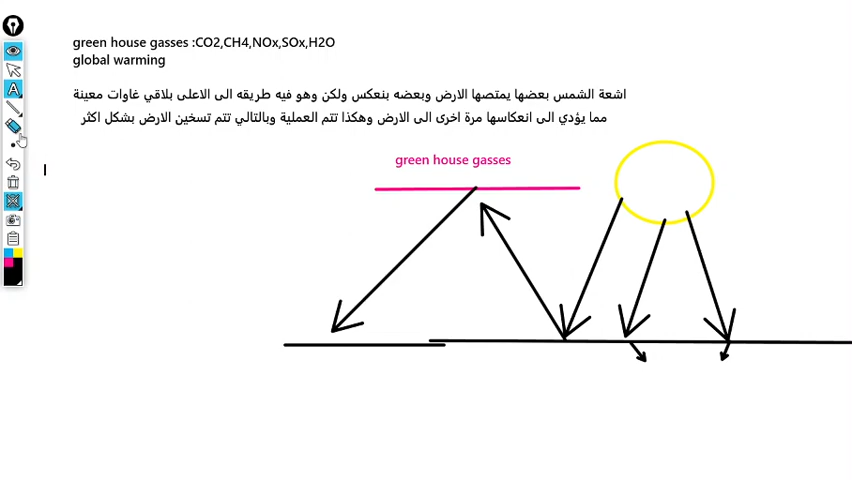 green house gasses :CO2,CH4,NOx,SOx,H2O
global warming
اشعة الشمس بعضها يمتصها الارض وبعضه بنعكس ولكن وهو فيه طريقه الى الاعلى بلاقي غاوات معينة
مما يؤدي الى انعكاسها مرة اخرى الى الارض وهكذا تتم العملية وبالتالي تتم تسخين الارض بشكل اكثر
green house gasses